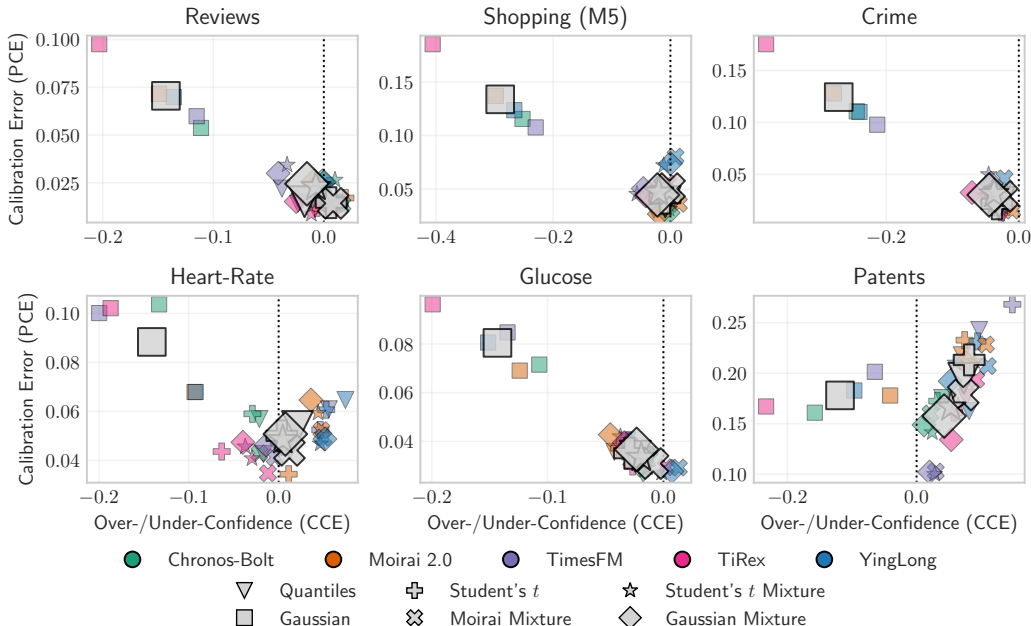 Reviews
Shopping (M5)
Crime
Calibration Error (PCE)
0.100
0.075
0.050
0.025
−0.2
−0.1
0.0
0.15
0.10
0.05
−0.4
−0.2
0.0
0.15
0.10
0.05
−0.2
0.0
Heart-Rate
Glucose
Patents
Calibration Error (PCE)
0.10
0.08
0.06
0.04
−0.2
−0.1
0.0
Over-/Under-Confidence (CCE)
0.08
0.06
0.04
−0.2
−0.1
0.0
Over-/Under-Confidence (CCE)
0.25
0.20
0.15
0.10
−0.2
0.0
Over-/Under-Confidence (CCE)
Chronos-Bolt
Moirai 2.0
TimesFM
TiRex
YingLong
Quantiles
Student's t
Student's t Mixture
Gaussian
Moirai Mixture
Gaussian Mixture